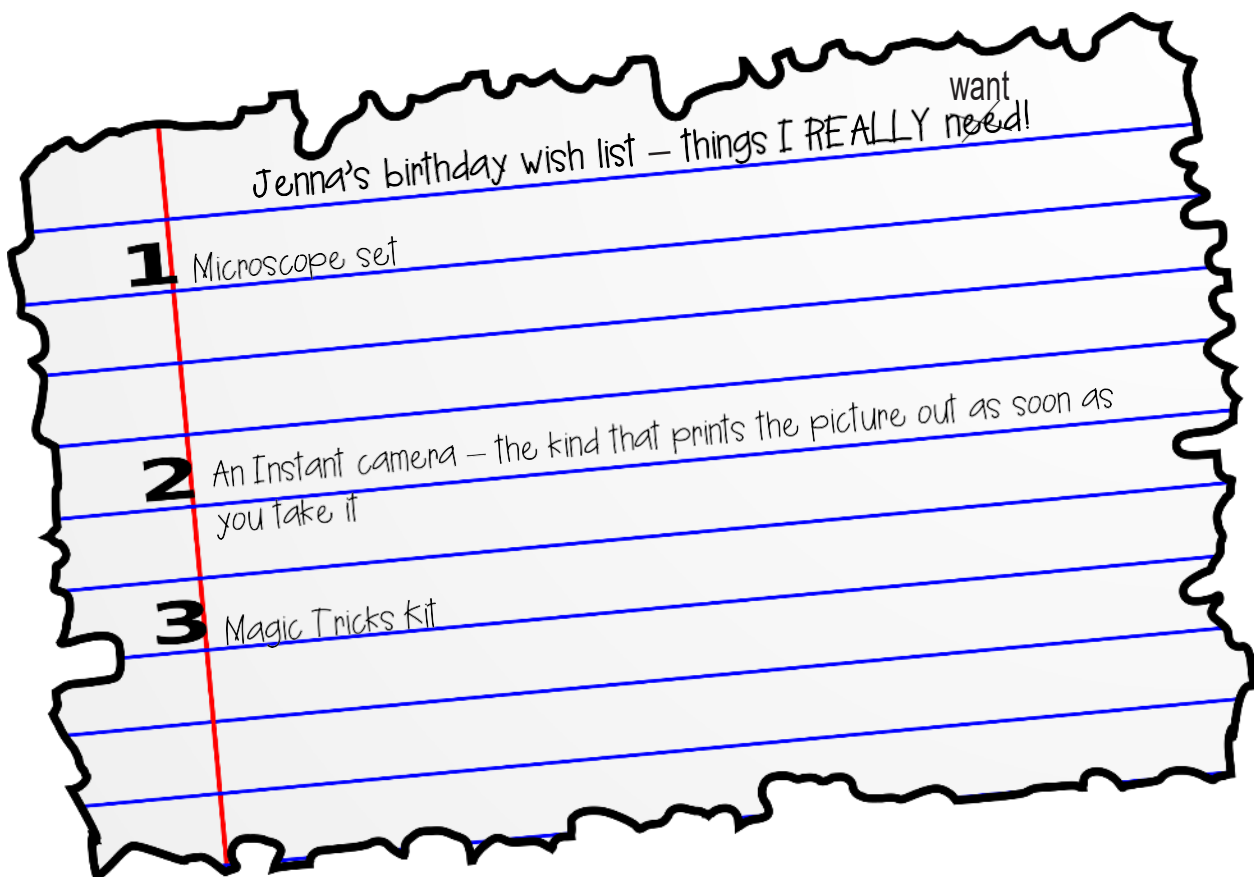 want
Jenna's birthday wish list – things I REALLY need!
1 Microscope set
2 An Instant camera – the kind that prints the picture out as soon as
you take it
3 Magic Tricks Kit